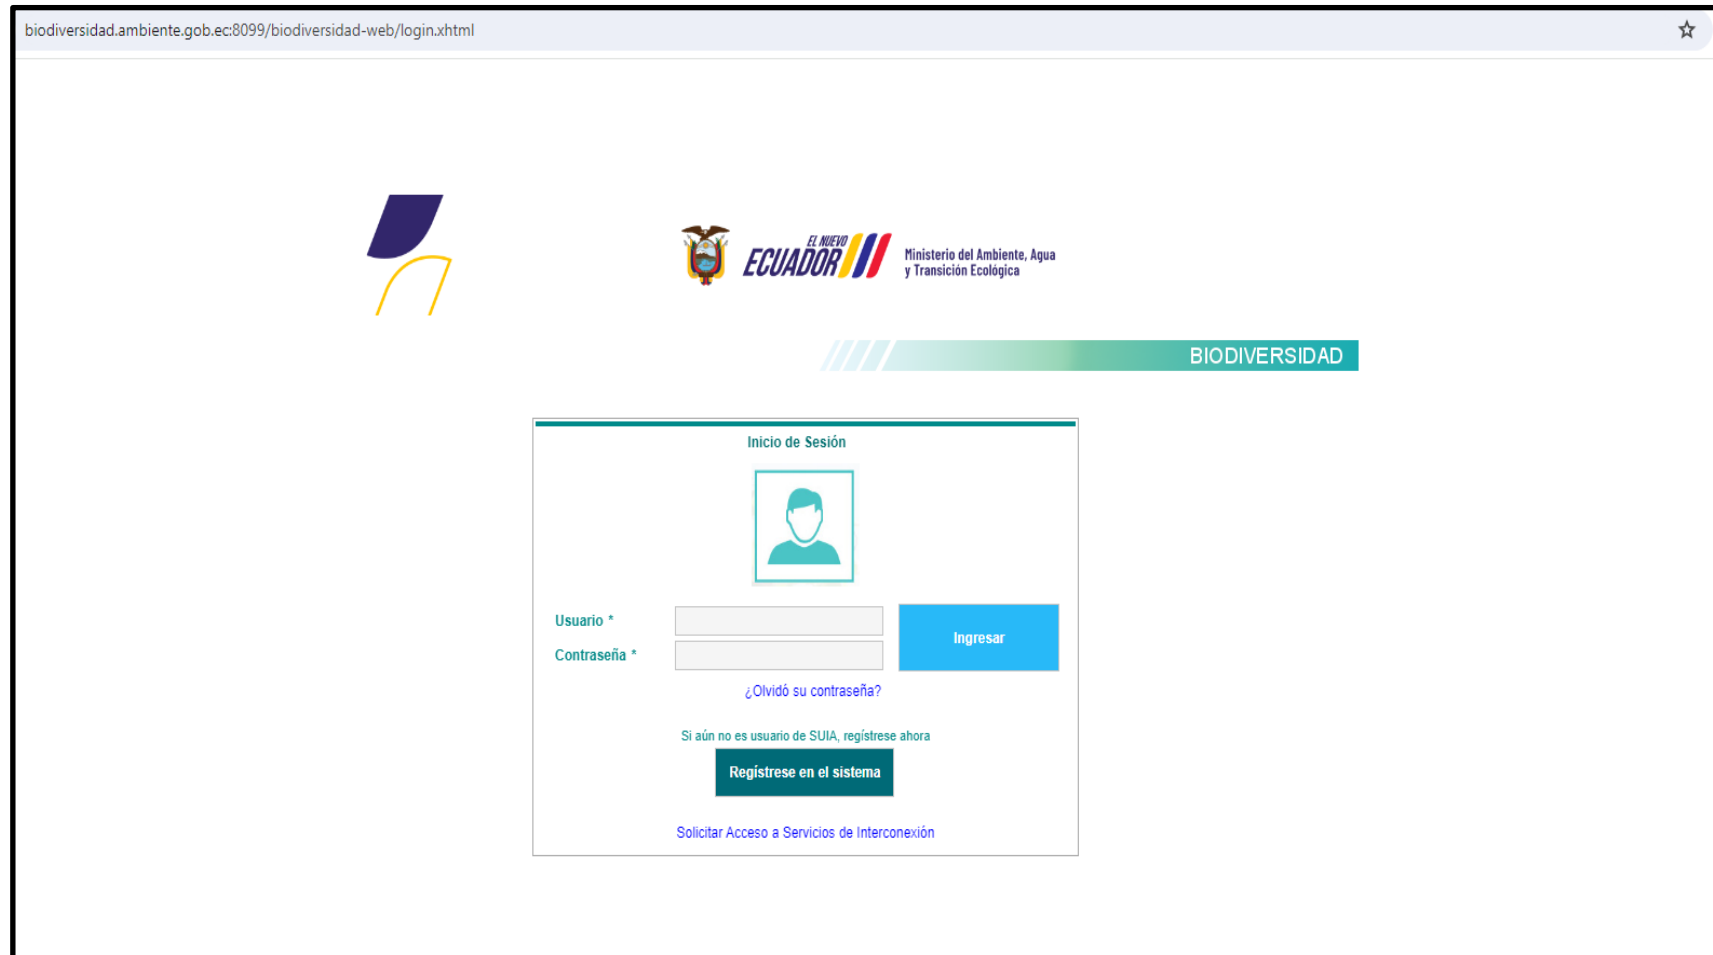 biodiversidad.ambiente.gob.ec:8099/biodiversidad-web/login.xhtml
EL NUEVO
ECUADOR
Ministerio del Ambiente, Agua
y Transición Ecológica
BIODIVERSIDAD
Inicio de Sesión
Usuario *
Ingresar
Contraseña *
¿Olvidó su contraseña?
Si aún no es usuario de SUIA, regístrese ahora
Regístrese en el sistema
Solicitar Acceso a Servicios de Interconexión